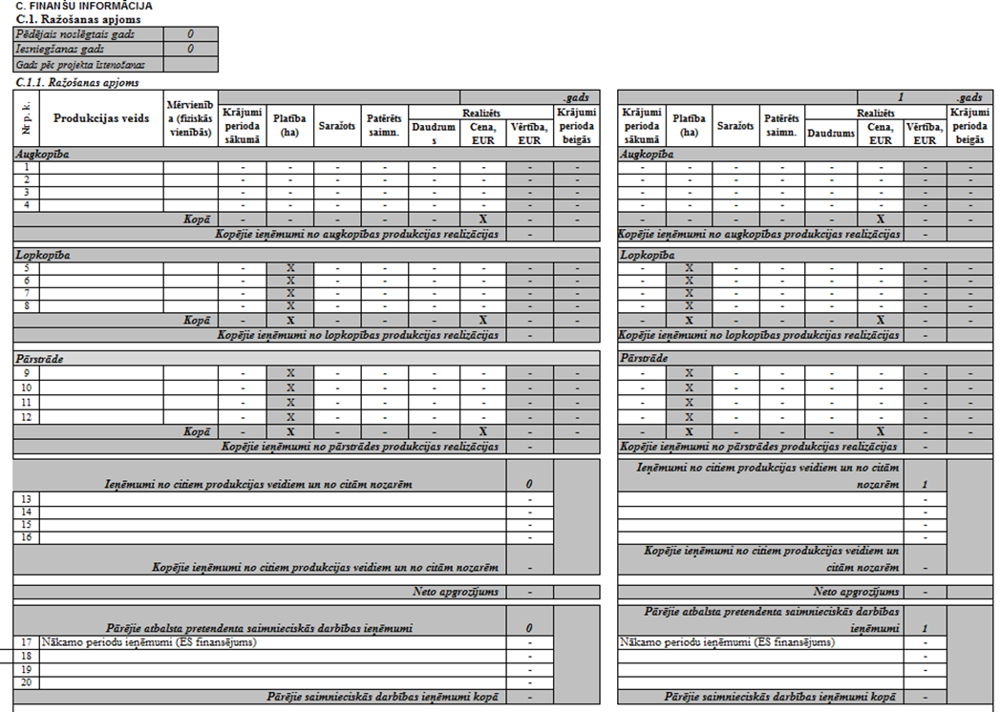 C. FINANŠU INFORMĀCIJA
C.1. Ražošanas apjoms
Pēdējais noslēgtais gads 0
Iesniegšanas gads 0
Gads pēc projekta īstenošanas
C.1.1. Ražošanas apjoms
.gads 1 .gads
Nr p. k. Produkcijas veids Mērvienīb a (fiziskās vienībās) Krājumi perioda sākumā Platība (ha) Saražots Patērēts saimn. Realizēts Daudzum s Cena, EUR Vērtība, EUR Krājumi perioda beigās Krājumi perioda sākumā Platība (ha) Saražots Patērēts saimn. Realizēts Daudzums Cena, EUR Vērtība, EUR Krājumi perioda beigās
Augkopība Augkopība
1 - - - - - - - - - - - - - - - -
2 - - - - - - - - - - - - - - - -
3 - - - - - - - - - - - - - - - -
4 - - - - - - - - - - - - - - - -
Kopā - - - - - X - - - - - - - X - -
Kopējie ieņēmumi no augkopības produkcijas realizācijas - Kopējie ieņēmumi no augkopības produkcijas realizācijas -
Lopkopība Lopkopība
5 - X - - - - - - - X - - - - - -
6 - X - - - - - - - X - - - - - -
7 - X - - - - - - - X - - - - - -
8 - X - - - - - - - X - - - - - -
Kopā - X - - - X - - - X - - - X - -
Kopējie ieņēmumi no lopkopības produkcijas realizācijas - Kopējie ieņēmumi no lopkopības produkcijas realizācijas -
Pārstrāde Pārstrāde
9 - X - - - - - - - X - - - - - -
10 - X - - - - - - - X - - - - - -
11 - X - - - - - - - X - - - - - -
12 - X - - - - - - - X - - - - - -
Kopā - X - - - X - - - X - - - X - -
Kopējie ieņēmumi no pārstrādes produkcijas realizācijas - Kopējie ieņēmumi no pārstrādes produkcijas realizācijas -
Ieņēmumi no citiem produkcijas veidiem un no citām nozarēm 0 Ieņēmumi no citiem produkcijas veidiem un no citām
nozarēm 1
13 - -
14 - -
15 - -
16 - -
Kopējie ieņēmumi no citiem produkcijas veidiem un no citām nozarēm - Kopējie ieņēmumi no citiem produkcijas veidiem un no
citām nozarēm -
Neto apgrozījums - Neto apgrozījums -
Pārējie atbalsta pretendenta saimnieciskās darbības ieņēmumi 0 Pārējie atbalsta pretendenta saimnieciskās darbības
ieņēmumi 1
17 Nākamo periodu ieņēmumi (ES finansējums) - Nākamo periodu ieņēmumi (ES finansējums) -
18 - -
19 - -
20 - -
Pārējie saimnieciskās darbības ieņēmumi kopā - Pārējie saimnieciskās darbības ieņēmumi kopā -